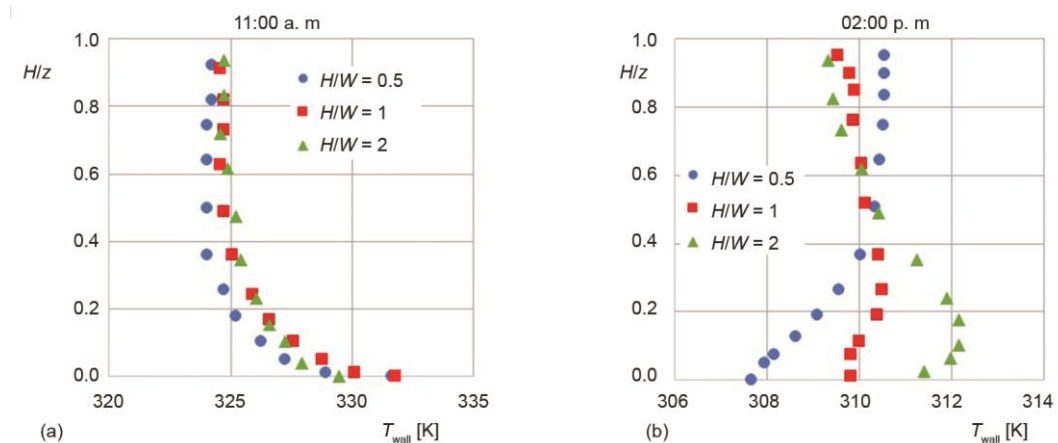 11:00 a. m
1.0
H/z
0.8
0.6
0.4
0.2
0.0
320
325
330
335
H/W = 0.5
H/W = 1
H/W = 2
(a)
T_wall [K]
02:00 p. m
1.0
H/z
0.8
0.6
0.4
0.2
0.0
306
308
310
312
314
H/W = 0.5
H/W = 1
H/W = 2
(b)
T_wall [K]